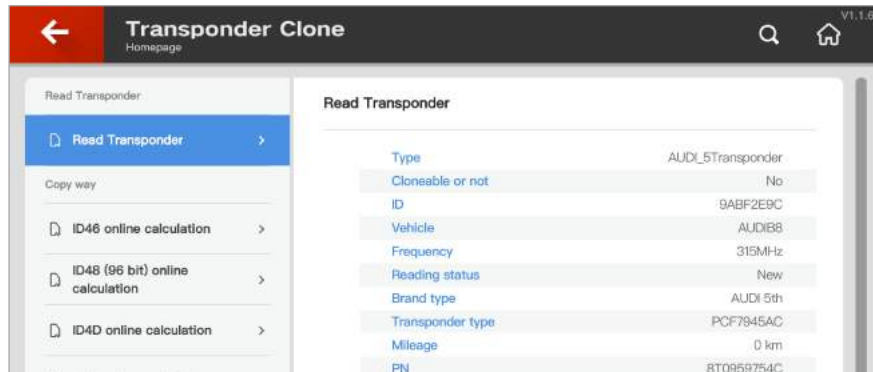 Transponder Clone
Homepage
V1.1.6
Read Transponder
Read Transponder
Copy way
ID46 online calculation
ID48 (96 bit) online
calculation
ID4D online calculation
Read Transponder
Type AUDI_5Transponder
Cloneable or not No
ID 9ABF2E9C
Vehicle AUDIB8
Frequency 315MHz
Reading status New
Brand type AUDI 5th
Transponder type PCF7945AC
Mileage 0 km
PN 8T0959754C